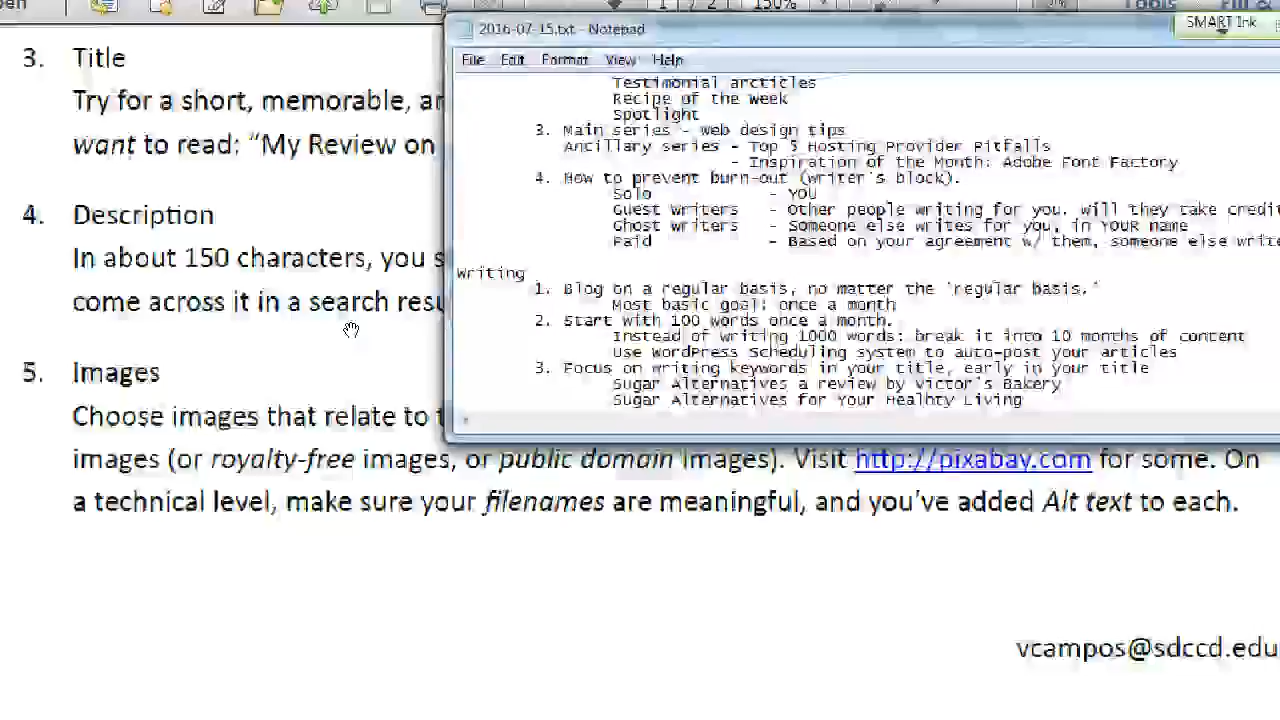 pen
1 / 2
150%
Tools
Fill &
SMART Ink
3. Title
Try for a short, memorable, an
want to read: “My Review on
4. Description
In about 150 characters, you s
come across it in a search resu
5. Images
Choose images that relate to t
images (or royalty-free images, or public domain images). Visit http://pixabay.com for some. On
a technical level, make sure your filenames are meaningful, and you’ve added Alt text to each.
vcampos@sdccd.edu
2016-07-15.txt - Notepad
File Edit Format View Help
Testimonial arcticles
Recipe of the Week
Spotlight
3. Main series - web design tips
Ancillary series - Top 5 Hosting Provider Pitfalls
- Inspiration of the Month: Adobe Font Factory
4. How to prevent burn-out (writer's block).
Solo - YOU
Guest writers - Other people writing for you, will they take credit
Ghost writers - Someone else writes for you, in YOUR name
Paid - Based on your agreement w/ them, someone else write
Writing
1. Blog on a regular basis, no matter the 'regular basis.'
Most basic goal: once a month
2. Start with 100 words once a month.
Instead of writing 1000 words: break it into 10 months of content
Use WordPress Scheduling system to auto-post your articles
3. Focus on writing keywords in your title, early in your title
Sugar Alternatives a review by Victor's Bakery
Sugar Alternatives for Your Healhty Living